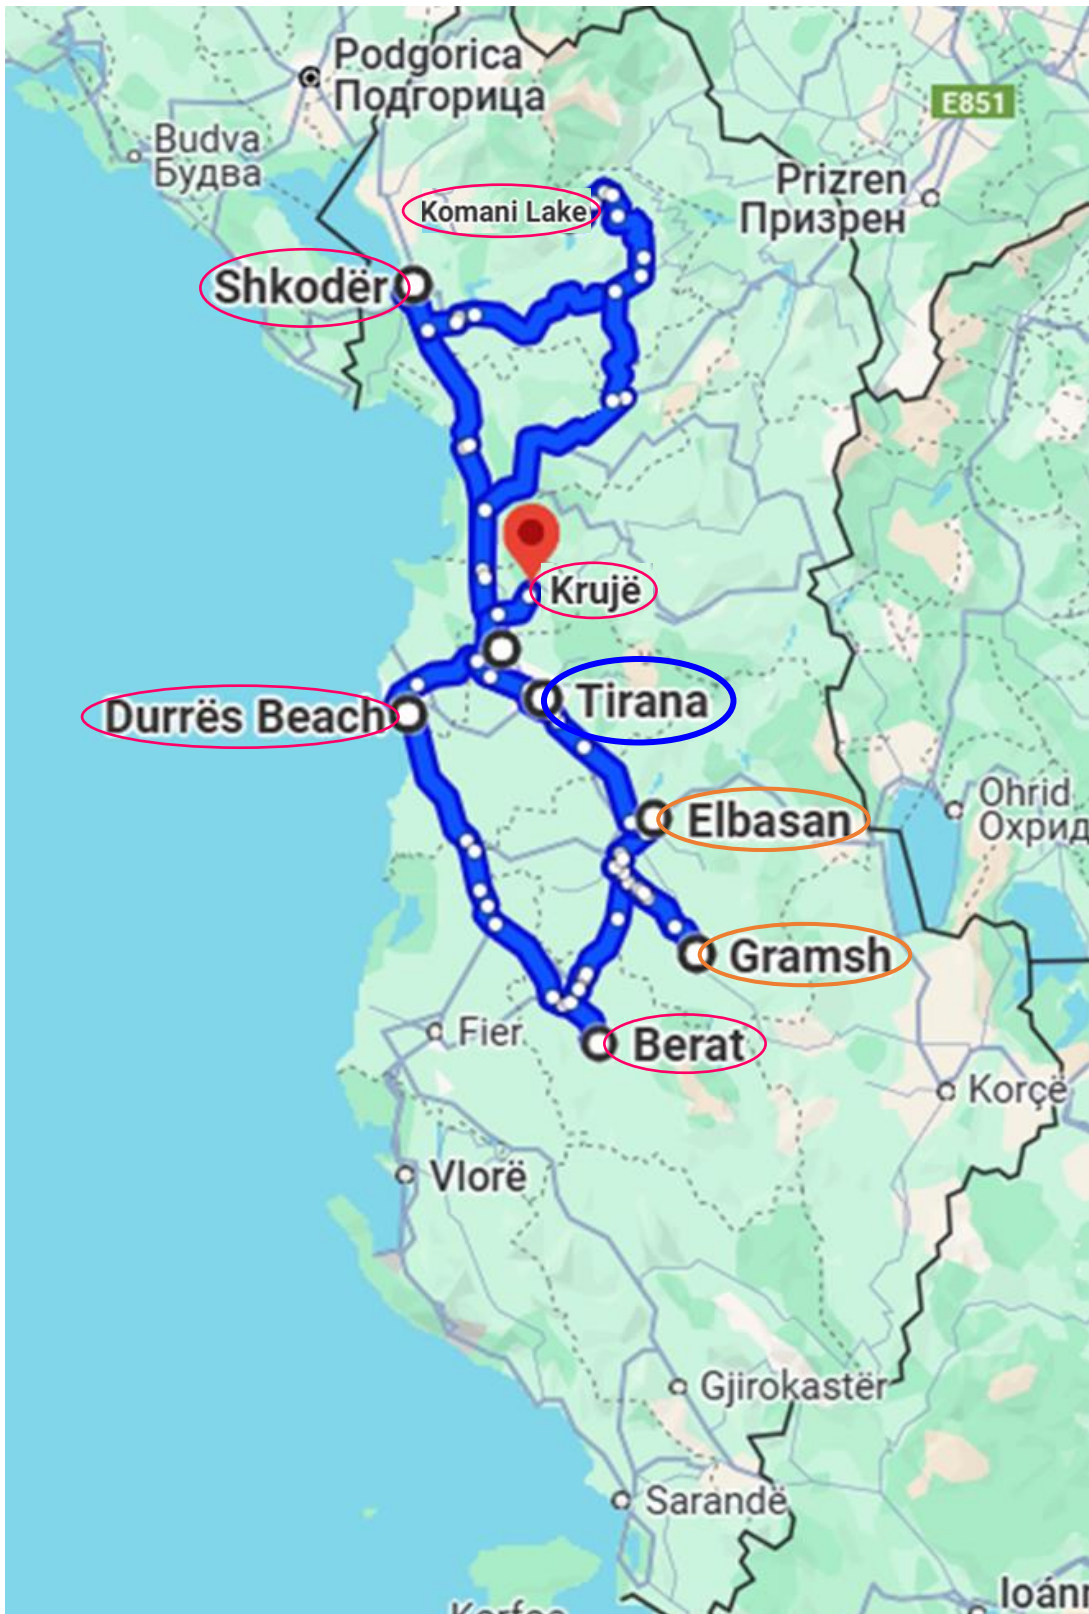 Podgorica
Подгорица
E851
Budva
Будва
Prizren
Призрен
Komani Lake
Shkodër
Krujë
Tirana
Durrës Beach
Ohrid
Охрид
Elbasan
Gramsh
Fier
Berat
Korçë
Vlorë
Gjirokastër
Sarandë
Ioánn